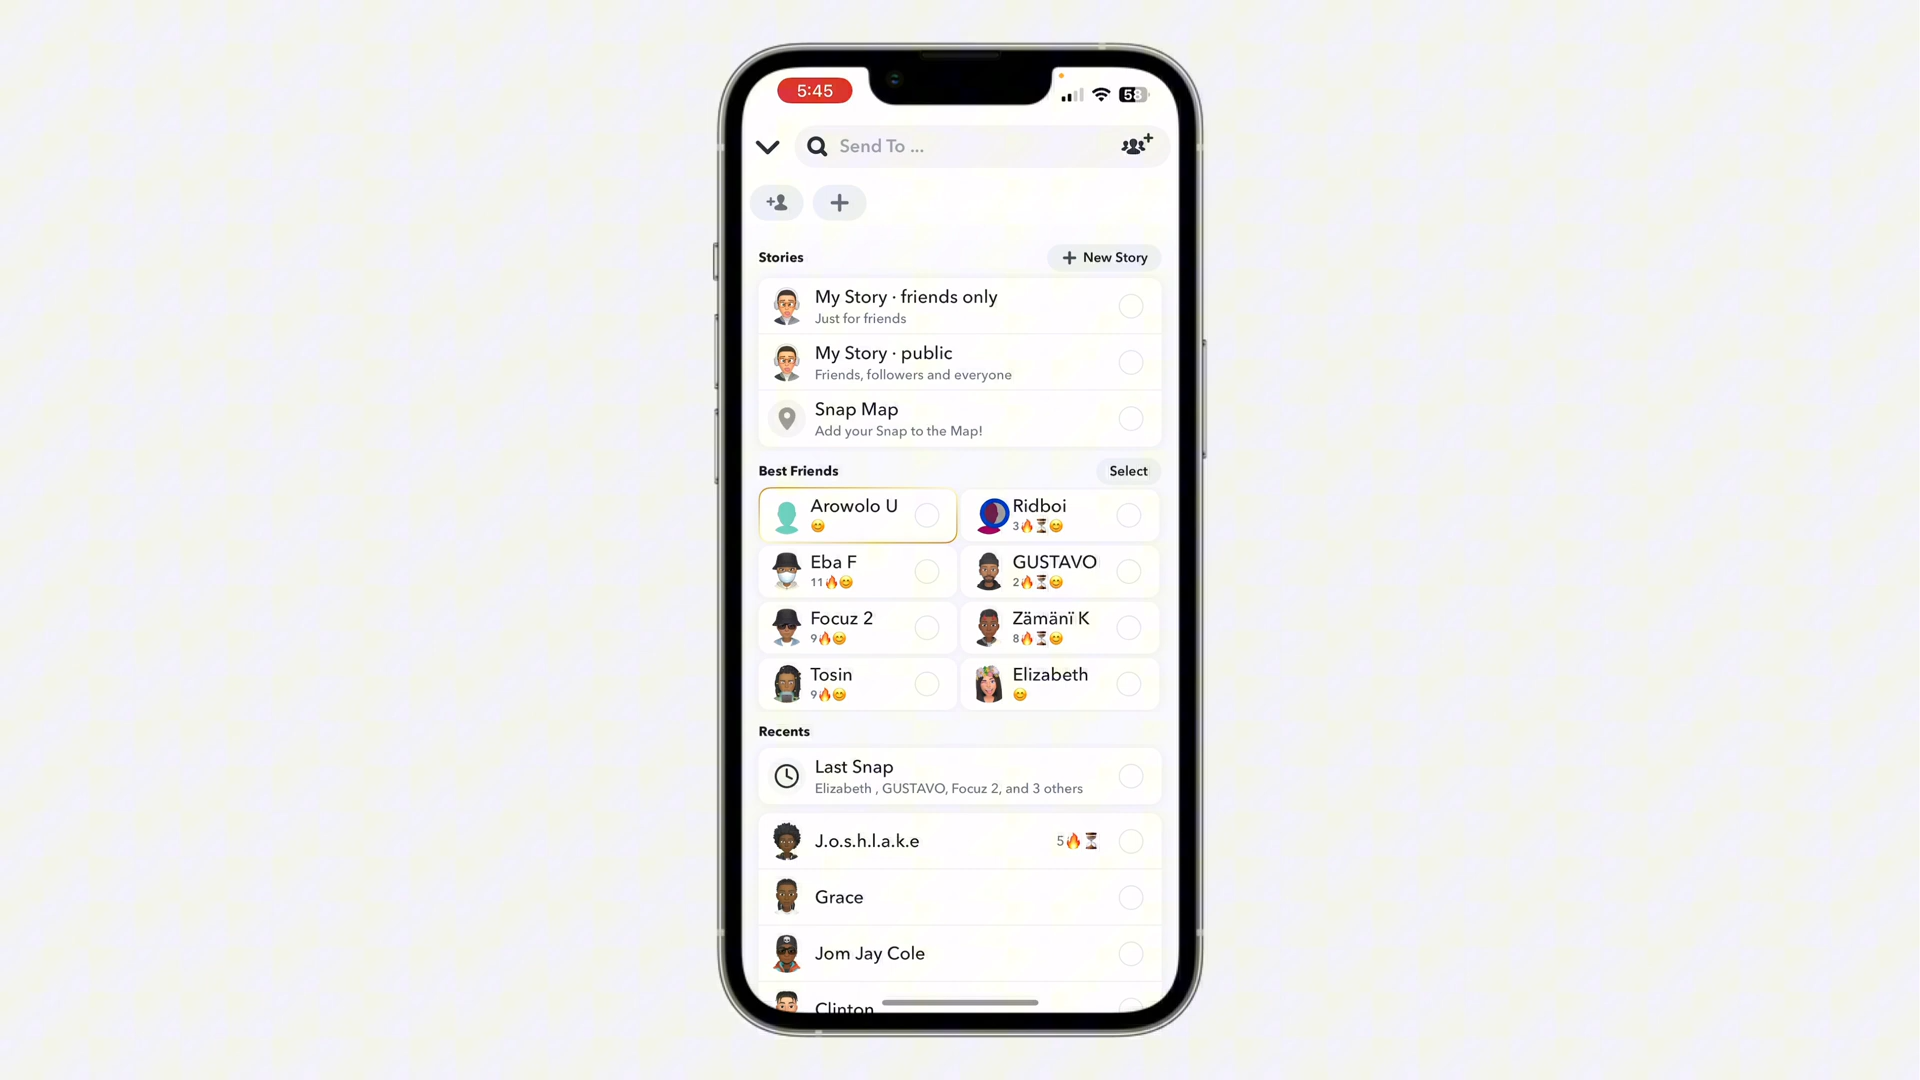 5:45
58
Send To ...
Stories
New Story
My Story · friends only
Just for friends
My Story · public
Friends, followers and everyone
Snap Map
Add your Snap to the Map!
Best Friends
Select
Arowolo U
😊
Ridboi
3🔥⌛😊
Eba F
11🔥😊
GUSTAVO
2🔥⌛😊
Focuz 2
9🔥😊
Zämänï K
8🔥⌛😊
Tosin
9🔥😊
Elizabeth
😊
Recents
Last Snap
Elizabeth , GUSTAVO, Focuz 2, and 3 others
J.o.s.h.l.a.k.e
5🔥⌛
Grace
Jom Jay Cole
Clinton